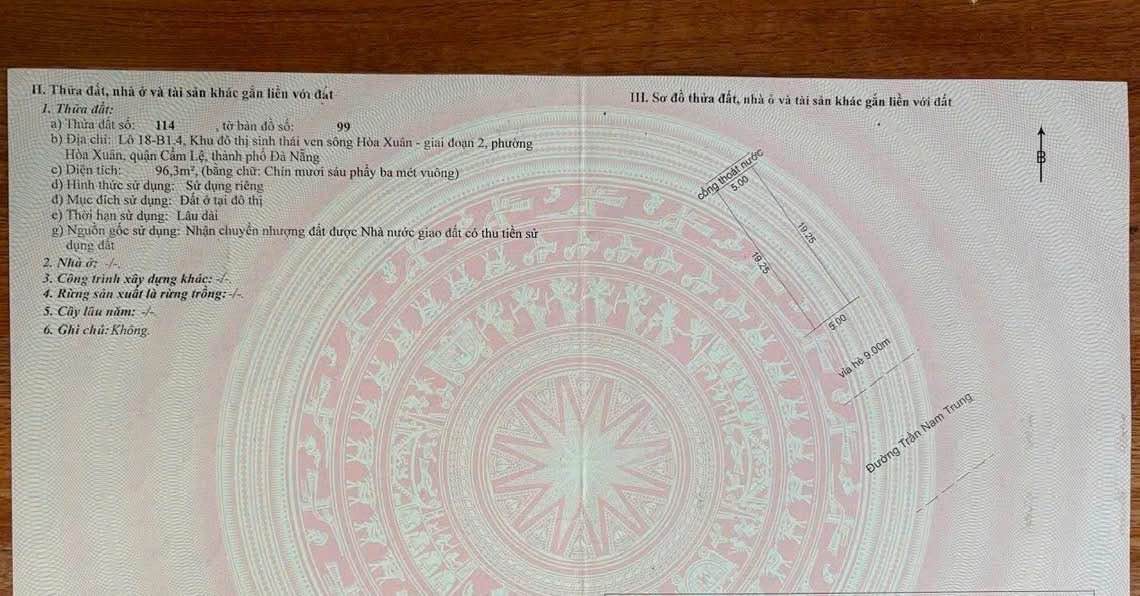 II. Thửa đất, nhà ở và tài sản khác gắn liền với đất
1. Thửa đất:
a) Thửa đất số: 114 , tờ bản đồ số: 99
b) Địa chỉ: Lô 18-B1.4, Khu đô thị sinh thái ven sông Hòa Xuân - giai đoạn 2, phường
Hòa Xuân, quận Cẩm Lệ, thành phố Đà Nẵng
c) Diện tích: 96,3m², (bằng chữ: Chín mươi sáu phẩy ba mét vuông)
d) Hình thức sử dụng: Sử dụng riêng
đ) Mục đích sử dụng: Đất ở tại đô thị
e) Thời hạn sử dụng: Lâu dài
g) Nguồn gốc sử dụng: Nhận chuyển nhượng đất được Nhà nước giao đất có thu tiền sử
dụng đất
2. Nhà ở: -/-.
3. Công trình xây dựng khác: -/-.
4. Rừng sản xuất là rừng trồng: -/-.
5. Cây lâu năm: -/-.
6. Ghi chú: Không.
III. Sơ đồ thửa đất, nhà ở và tài sản khác gắn liền với đất
B
cống thoát nước
5.00
19.25
19.25
5.00
vỉa hè 9.00m
Đường Trần Nam Trung